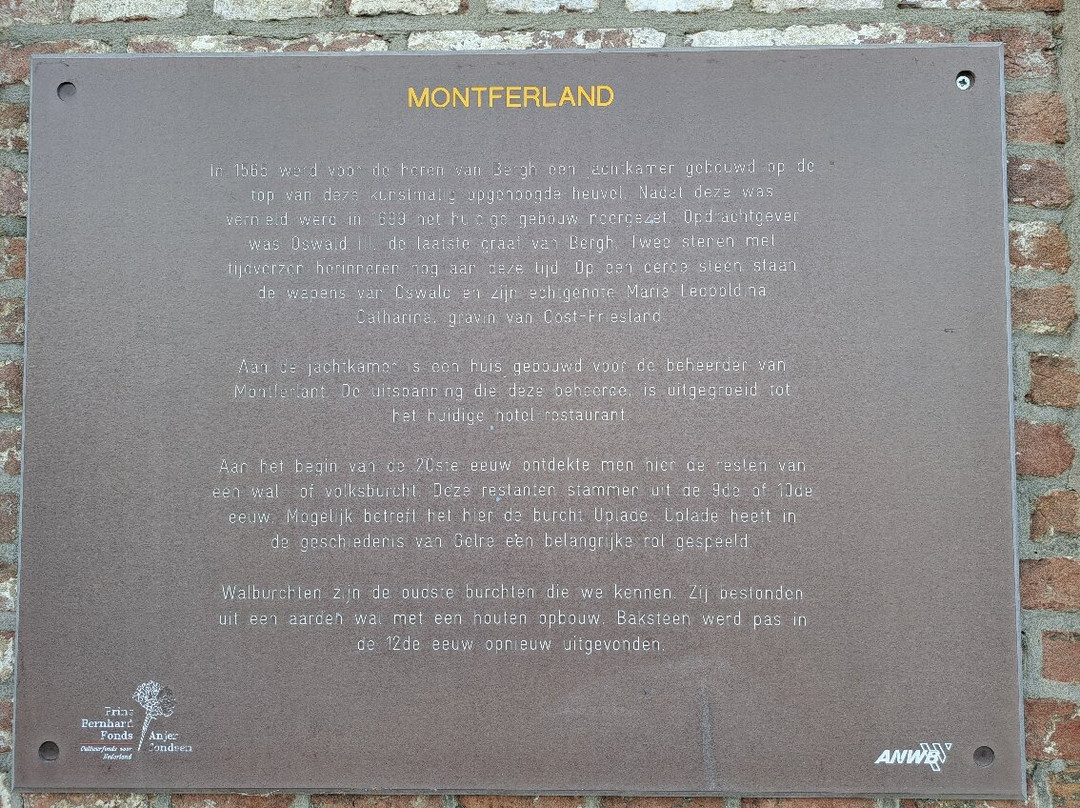 MONTFERLAND
In 1565 werd voor de heren van Bergh een jachtkamer gebouwd op de
top van deze kunstmatig opgehoogde heuvel. Nadat deze was
vernield werd in 1699 het huidige gebouw neergezet. Opdrachtgever
was Oswald III, de laatste graaf van Bergh. Twee stenen met
tijdverzen herinneren nog aan deze tijd. Op een derde steen staan
de wapens van Oswald en zijn echtgenote Maria Leopoldina
Catharina, gravin van Oost-Friesland.
Aan de jachtkamer is een huis gebouwd voor de beheerder van
Montferlant. De uitspanning die deze beheerde, is uitgegroeid tot
het huidige hotel-restaurant.
Aan het begin van de 20ste eeuw ontdekte men hier de resten van
een wal- of volksburcht. Deze restanten stammen uit de 9de of 10de
eeuw. Mogelijk betreft het hier de burcht Uplade. Uplade heeft in
de geschiedenis van Gelre een belangrijke rol gespeeld.
Walburchten zijn de oudste burchten die we kennen. Zij bestonden
uit een aarden wal met een houten opbouw. Baksteen werd pas in
de 12de eeuw opnieuw uitgevonden.
Prins
Bernhard
Fonds
Cultuurfonds voor
Nederland
Anjer
fondsen
ANWB